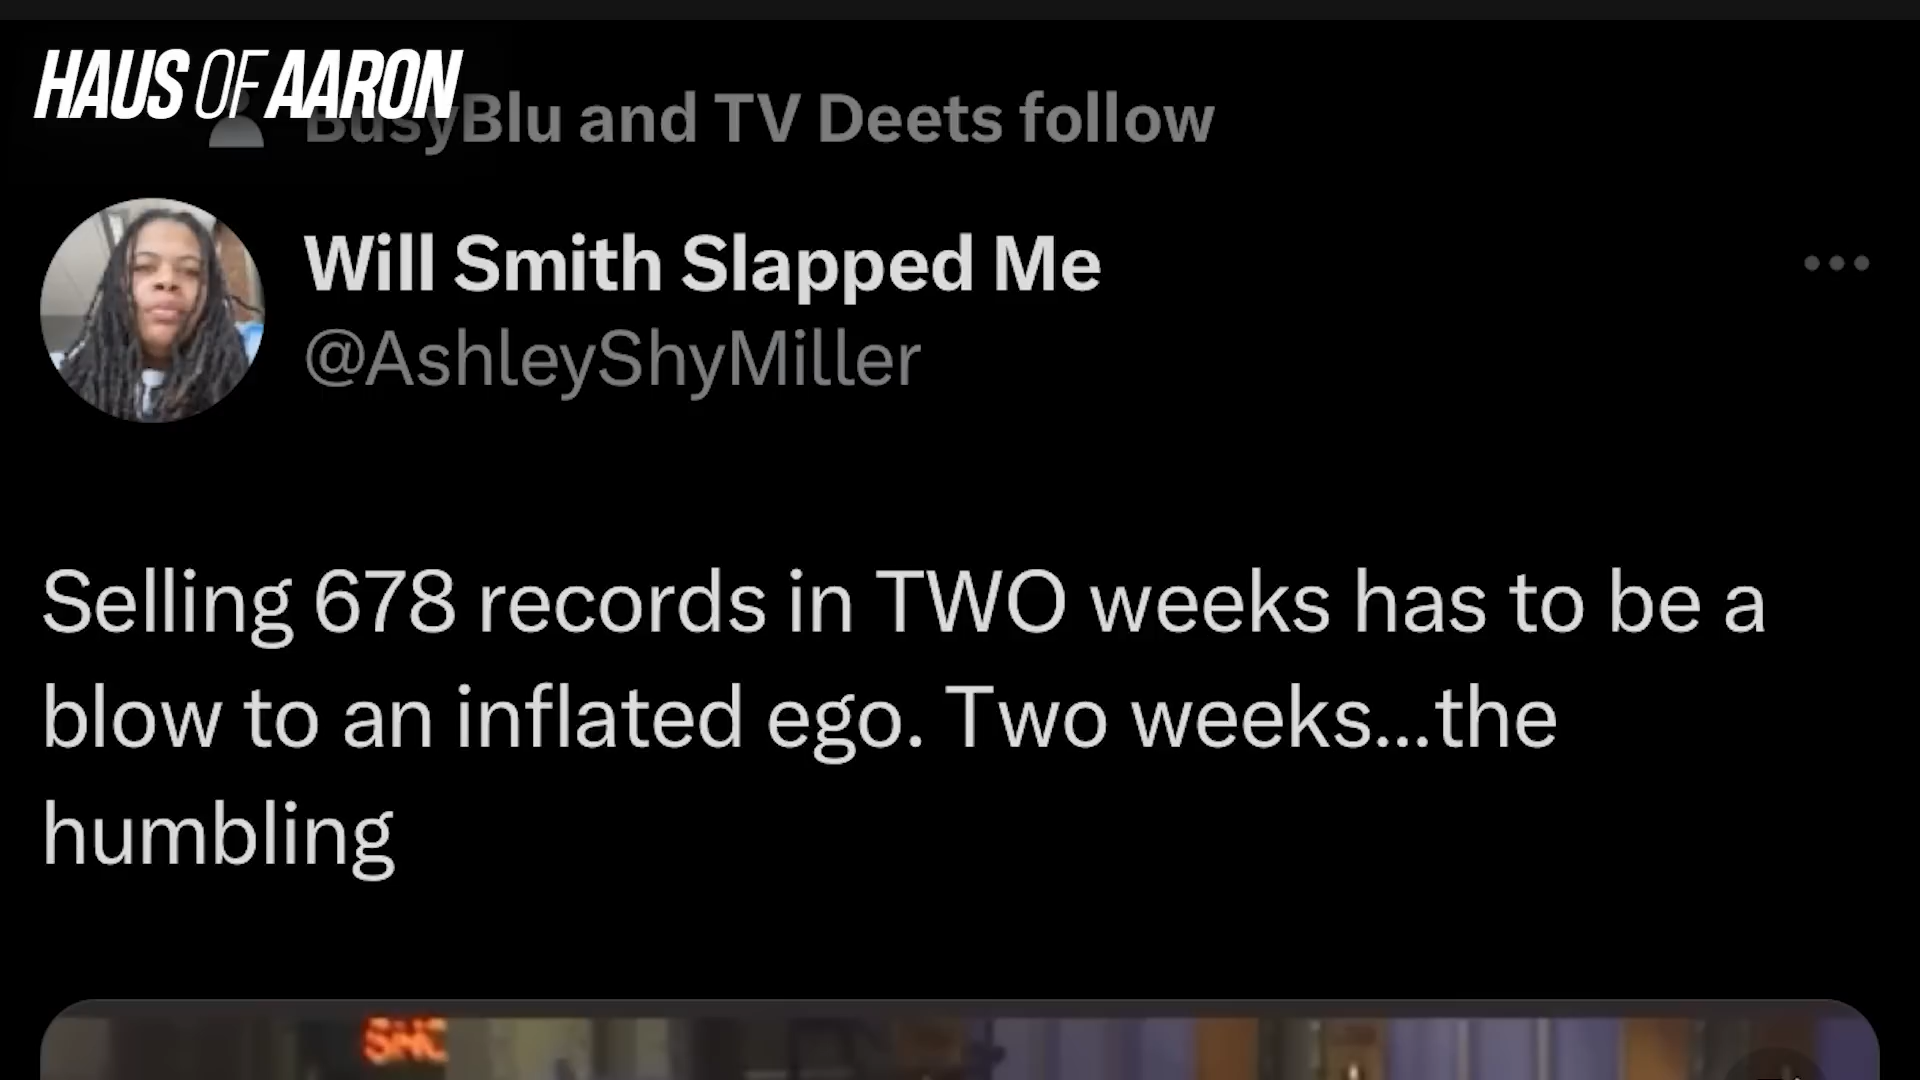 HAUS OF AARON
BusyBlu and TV Deets follow
Will Smith Slapped Me
@AshleyShyMiller
Selling 678 records in TWO weeks has to be a
blow to an inflated ego. Two weeks...the
humbling